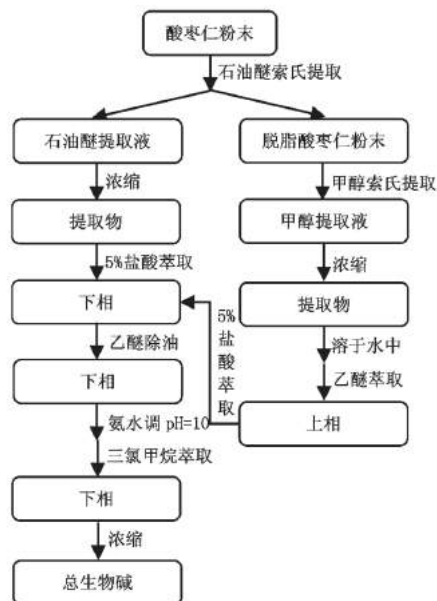 酸枣仁粉末
石油醚索氏提取
石油醚提取液
脱脂酸枣仁粉末
浓缩
甲醇索氏提取
提取物
甲醇提取液
5%盐酸萃取
浓缩
下相
提取物
5%盐酸萃取
乙醚除油
溶于水中
乙醚萃取
下相
上相
氨水调 pH=10
三氯甲烷萃取
下相
浓缩
总生物碱